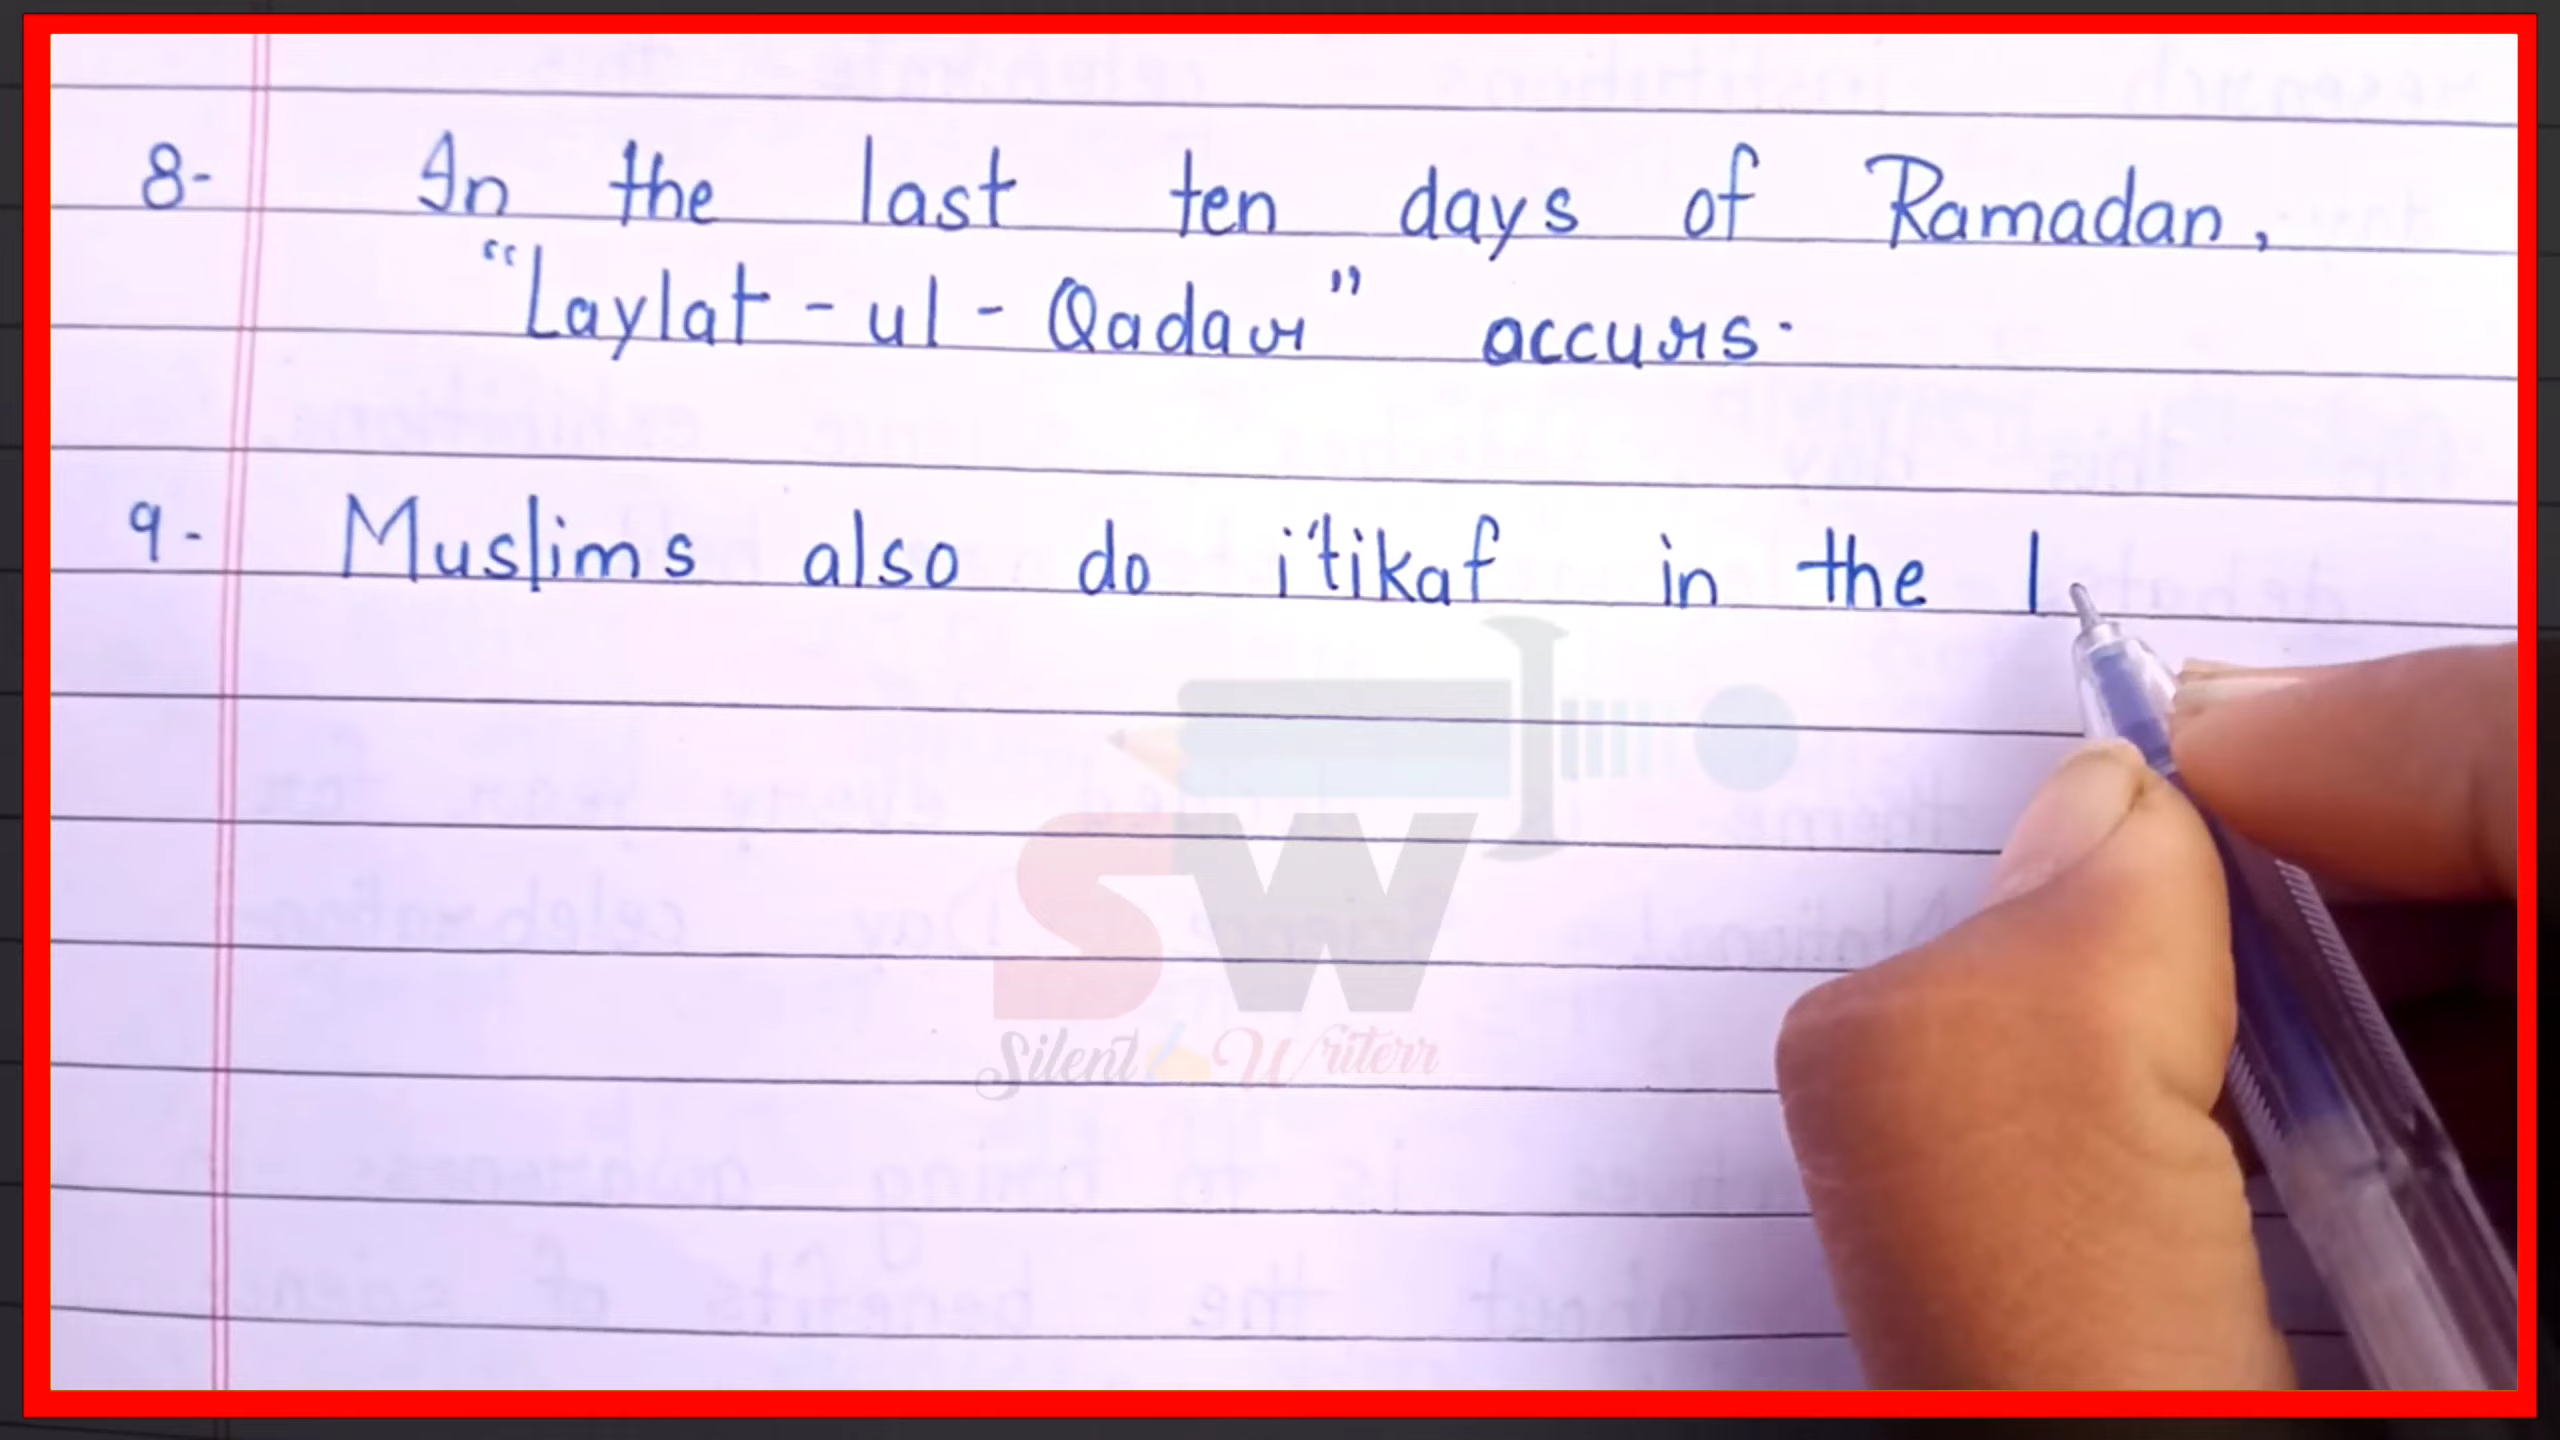 8- In the last ten days of Ramadan,
"Laylat-ul-Qadar" occurs.
9- Muslims also do i'tikaf in the l
SW
Silent Writerr